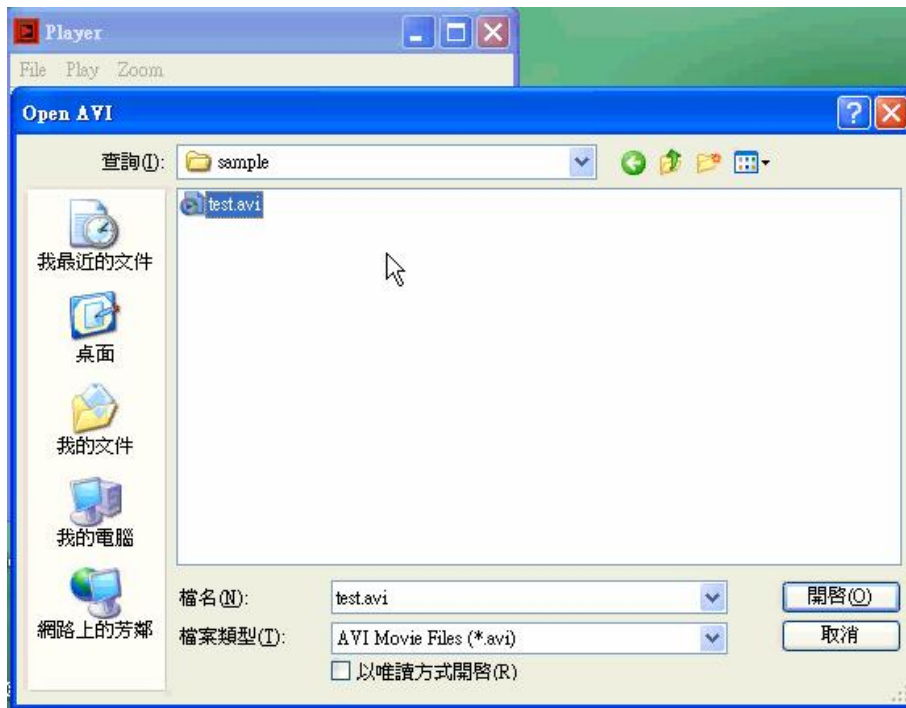 Player
File Play Zoom
Open AVI
查詢(I): sample
test.avi
我最近的文件
桌面
我的文件
我的電腦
網路上的芳鄰
檔名(N): test.avi 開啓(O)
檔案類型(T): AVI Movie Files (*.avi) 取消
以唯讀方式開啓(R)